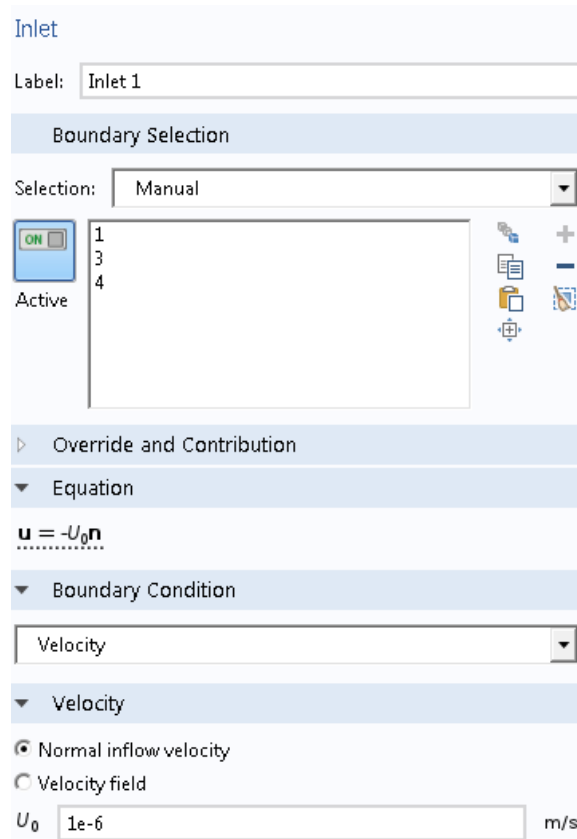 Inlet
Label: Inlet 1
Boundary Selection
Selection: Manual
ON
1
3
4
Active
Override and Contribution
Equation
u = -U₀n
Boundary Condition
Velocity
Velocity
Normal inflow velocity
Velocity field
U₀ 1e-6 m/s